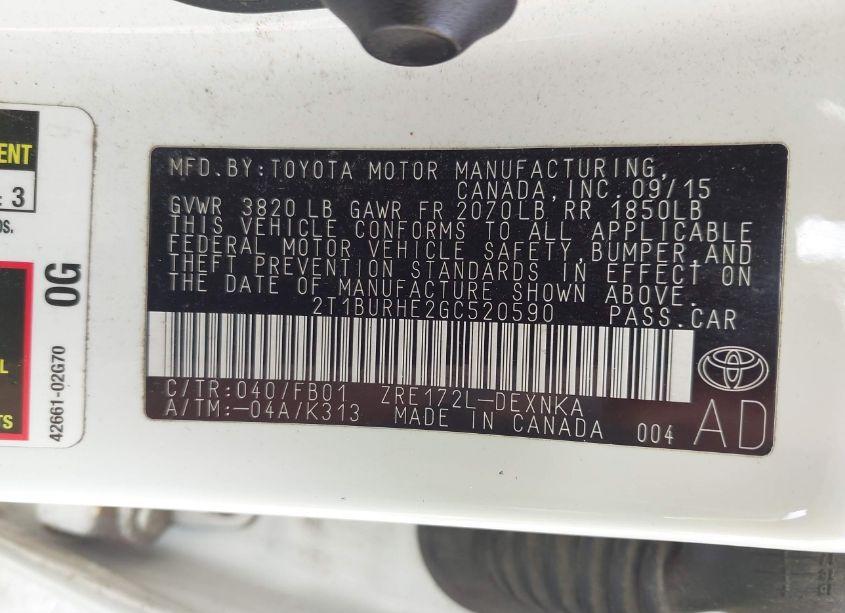 ENT
: 3
OS.
0G
L
TS
42661-02G70
MFD.BY:TOYOTA MOTOR MANUFACTURING,
CANADA,INC.09/15
GVWR 3820 LB GAWR FR 2070LB RR 1850LB
THIS VEHICLE CONFORMS TO ALL APPLICABLE
FEDERAL MOTOR VEHICLE SAFETY,BUMPER,AND
THEFT PREVENTION STANDARDS IN EFFECT ON
THE DATE OF MANUFACTURE SHOWN ABOVE.
2T1BURHE2GC520590 PASS.CAR
C/TR:040/FB01 ZRE172L-DEXNKA
A/TM:-04A/K313 MADE IN CANADA 004 AD